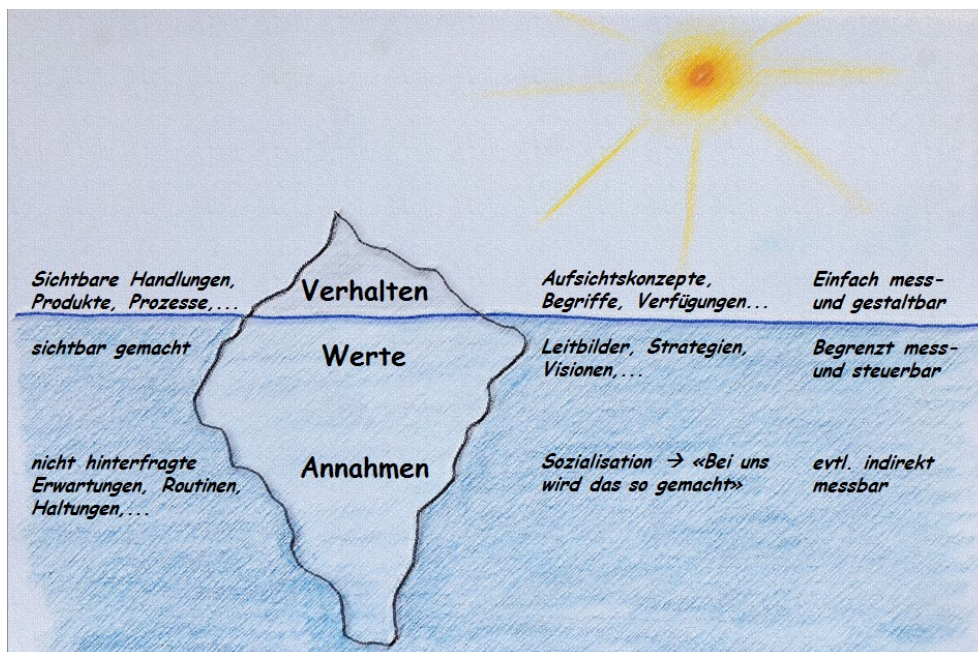 Sichtbare Handlungen,
Produkte, Prozesse,...
Verhalten
Aufsichtskonzepte,
Begriffe, Verfügungen...
Einfach mess-
und gestaltbar
sichtbar gemacht
Werte
Leitbilder, Strategien,
Visionen,...
Begrenzt mess-
und steuerbar
nicht hinterfragte
Erwartungen, Routinen,
Haltungen,...
Annahmen
Sozialisation → «Bei uns
wird das so gemacht»
evtl. indirekt
messbar